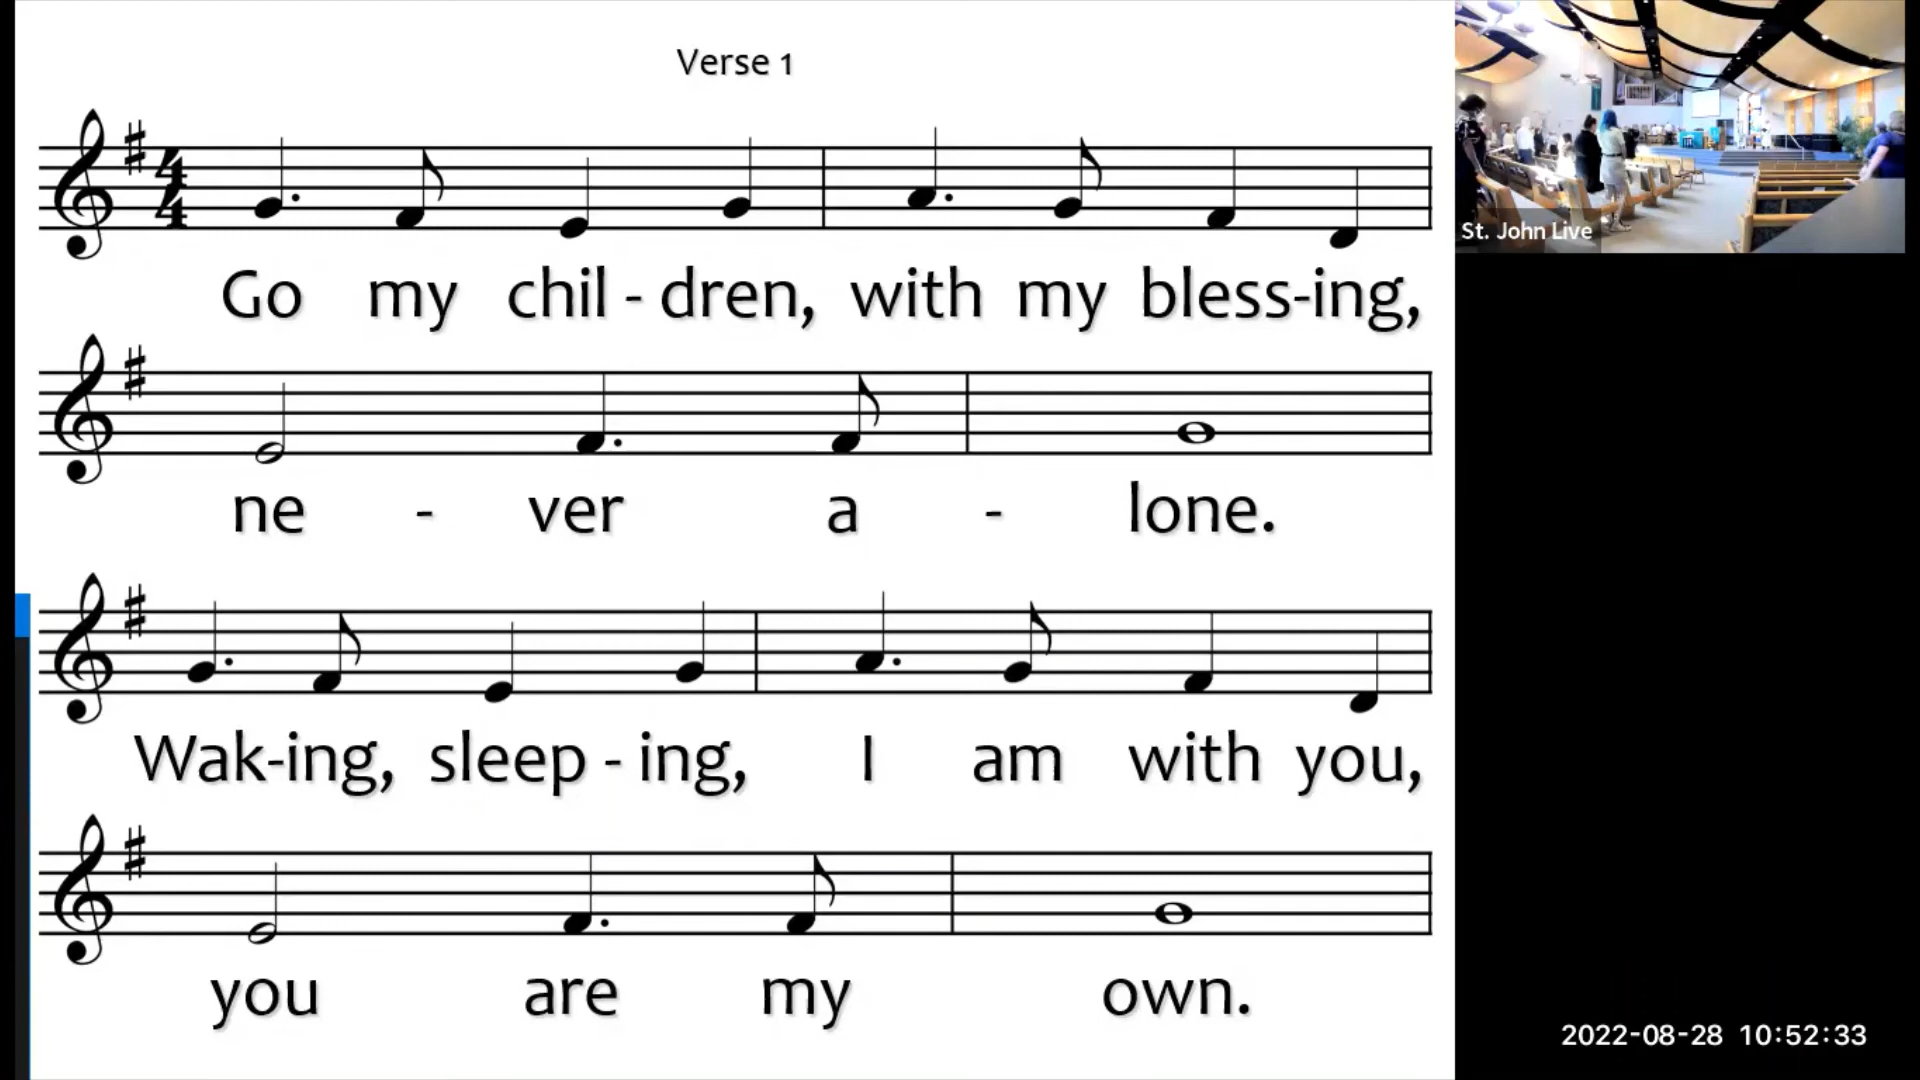 Verse 1
Go my chil - dren, with my bless-ing,
ne - ver a - lone.
Wak-ing, sleep - ing, I am with you,
you are my own.
St. John Live
2022-08-28 10:52:33